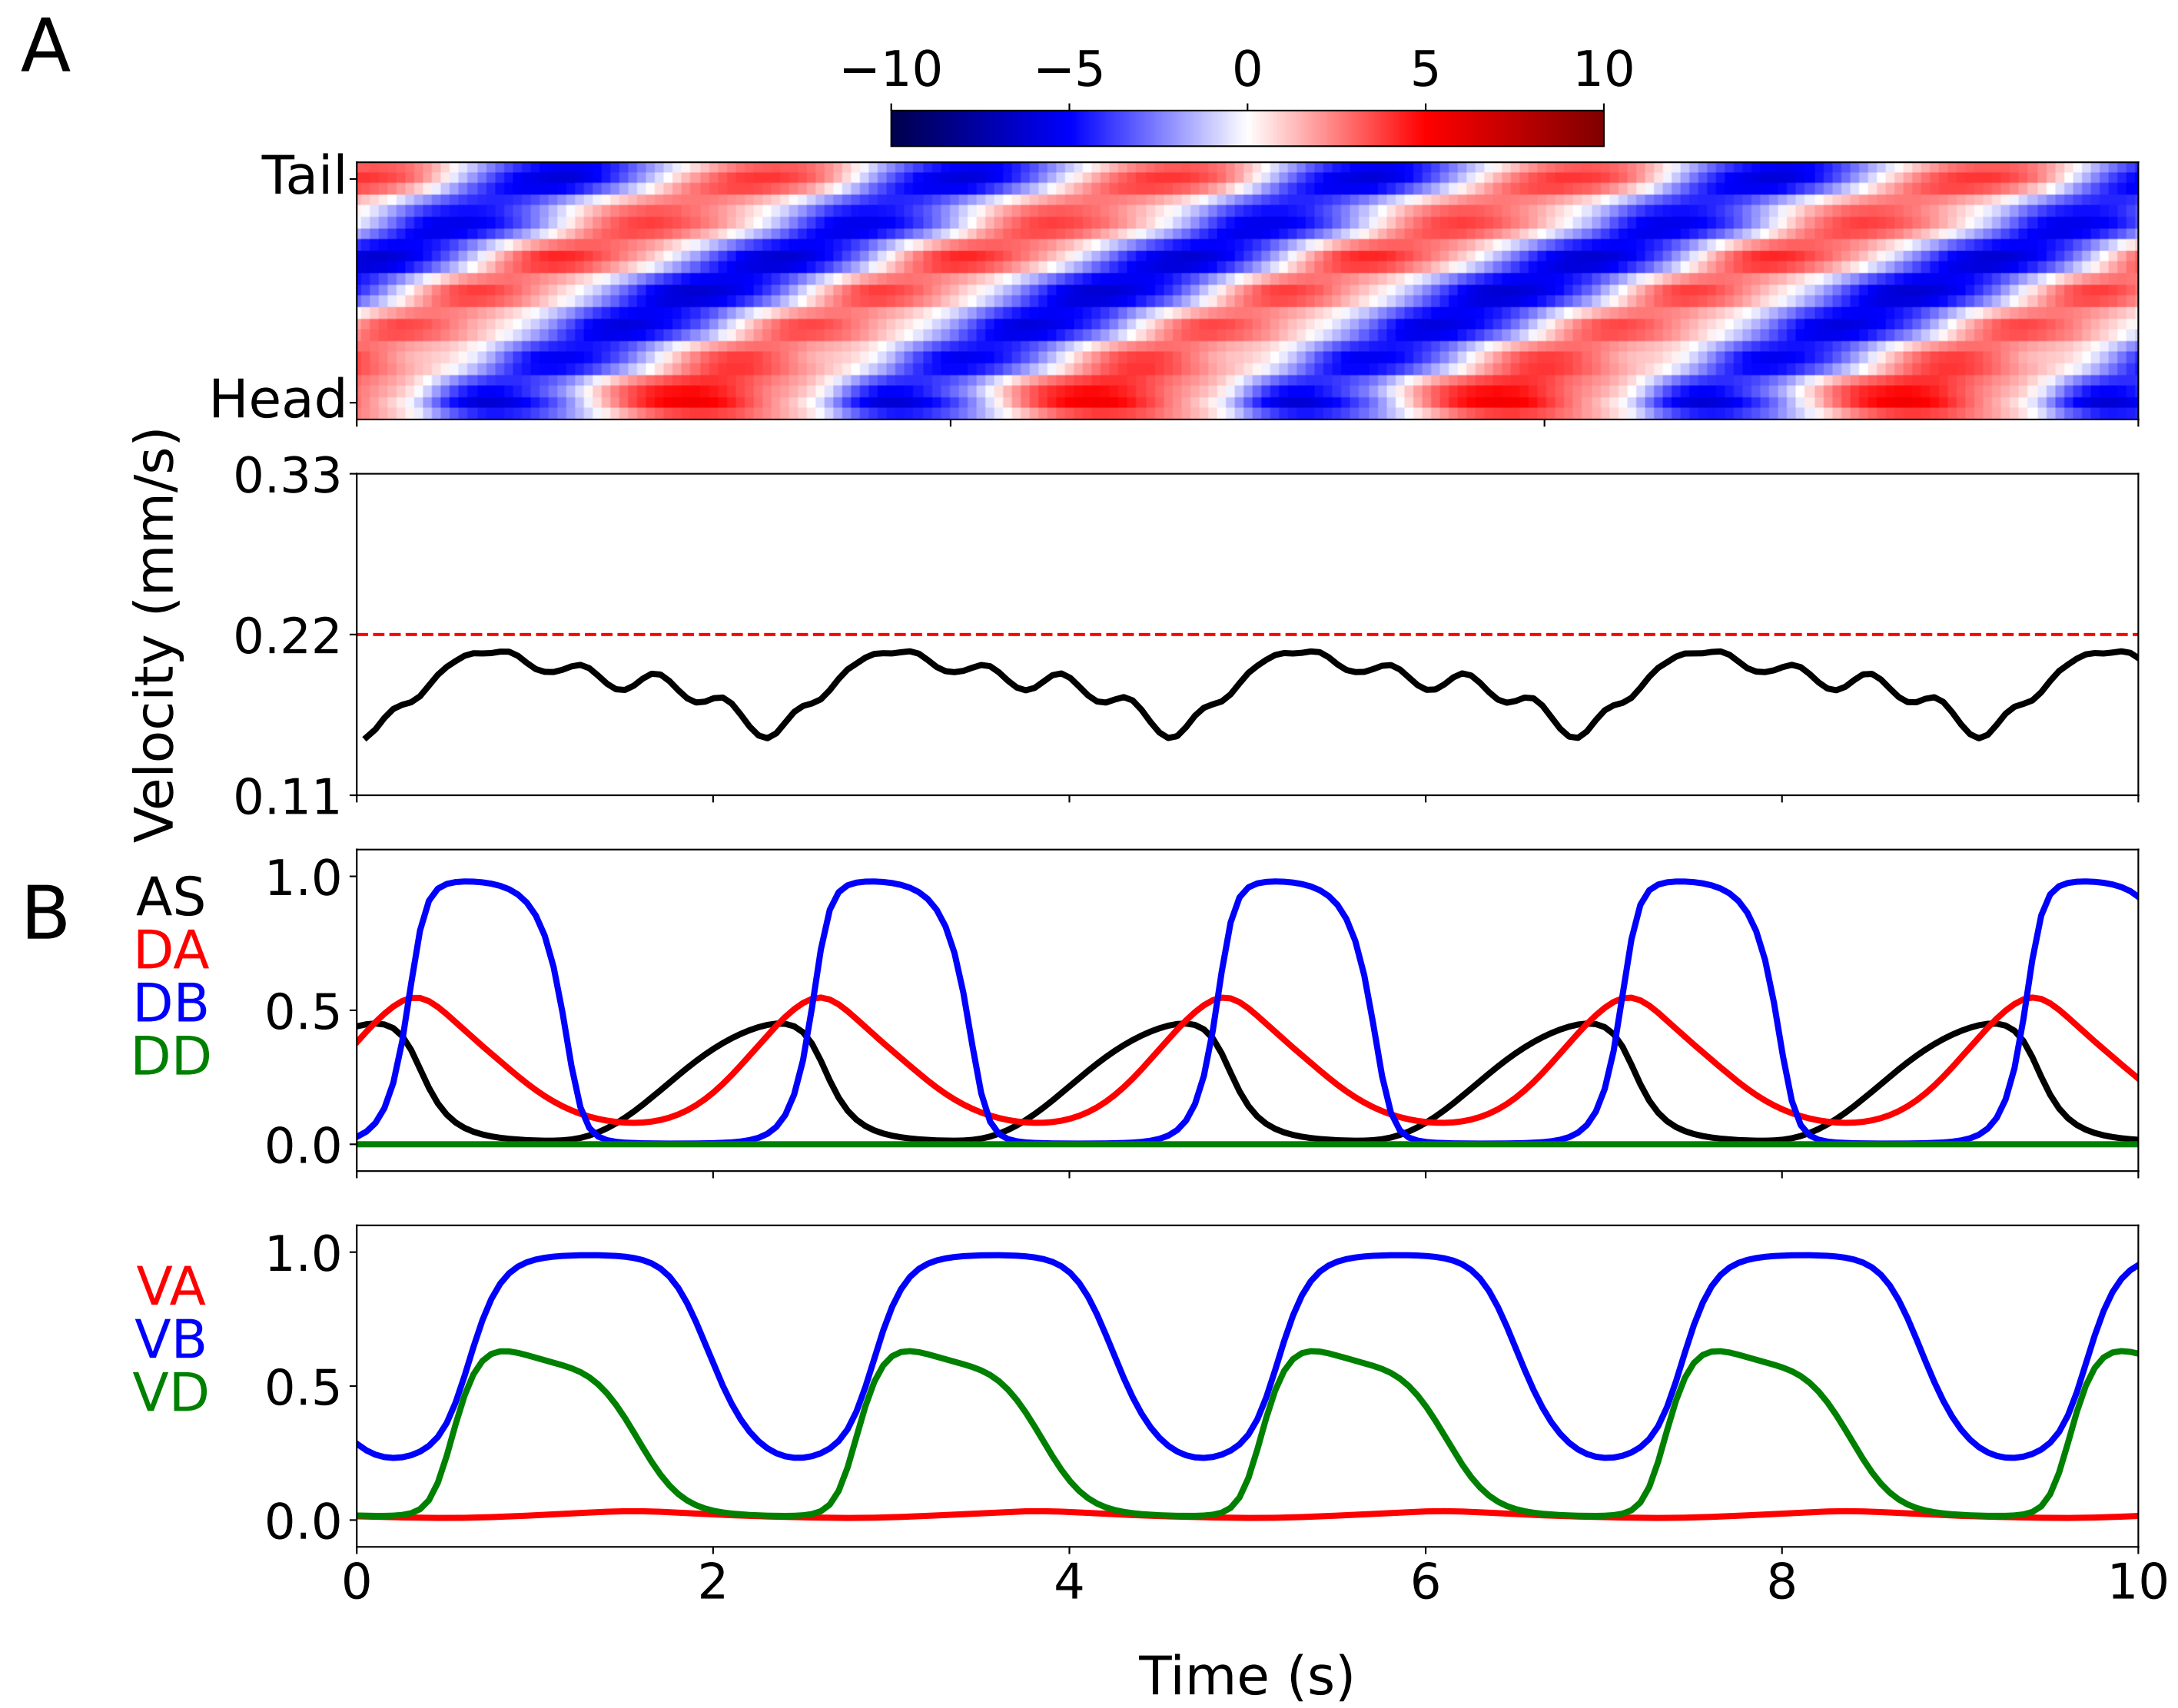 A
−10 −5 0 5 10
Tail
Head
Velocity (mm/s)
0.33
0.22
0.11
B
AS
DA
DB
DD
1.0
0.5
0.0
VA
VB
VD
1.0
0.5
0.0
0 2 4 6 8 10
Time (s)